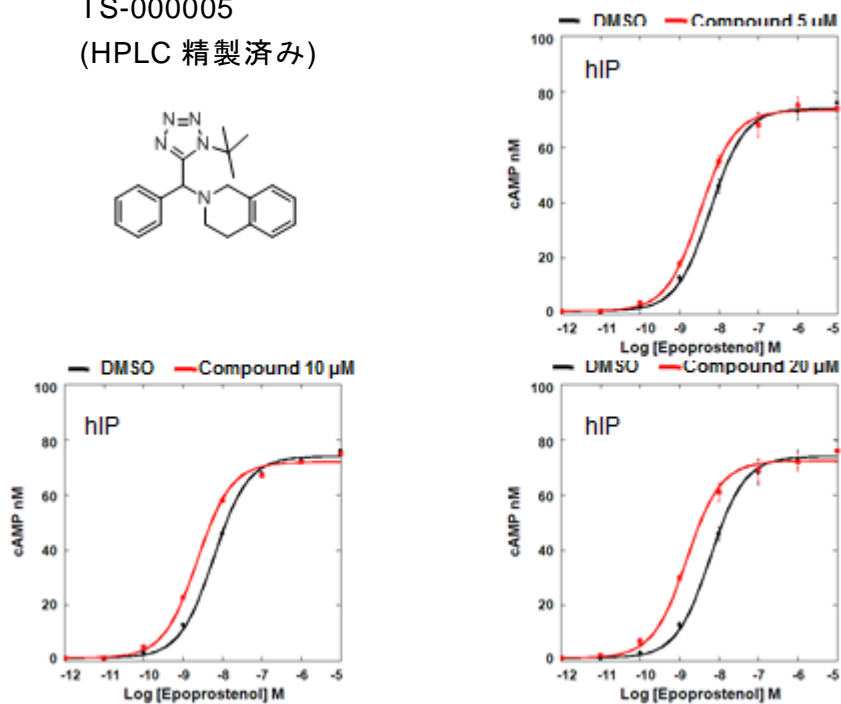 TS-000005
(HPLC 精製済み)
N=N
N
N
N
DMSO Compound 5 µM
100
80
60
40
20
0
hIP
cAMP nM
-12 -11 -10 -9 -8 -7 -6 -5
Log [Epoprostenol] M
DMSO Compound 10 µM
100
80
60
40
20
0
hIP
cAMP nM
-12 -11 -10 -9 -8 -7 -6 -5
Log [Epoprostenol] M
DMSO Compound 20 µM
100
80
60
40
20
0
hIP
cAMP nM
-12 -11 -10 -9 -8 -7 -6 -5
Log [Epoprostenol] M